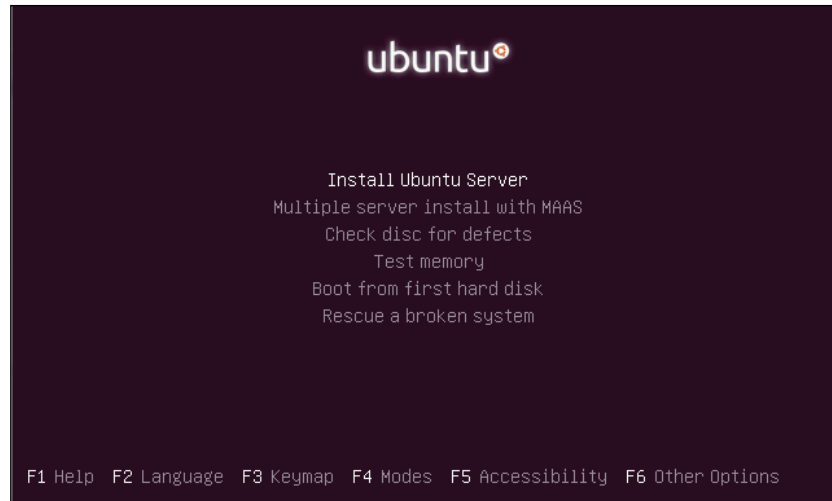 ubuntu
Install Ubuntu Server
Multiple server install with MAAS
Check disc for defects
Test memory
Boot from first hard disk
Rescue a broken system
F1 Help F2 Language F3 Keymap F4 Modes F5 Accessibility F6 Other Options